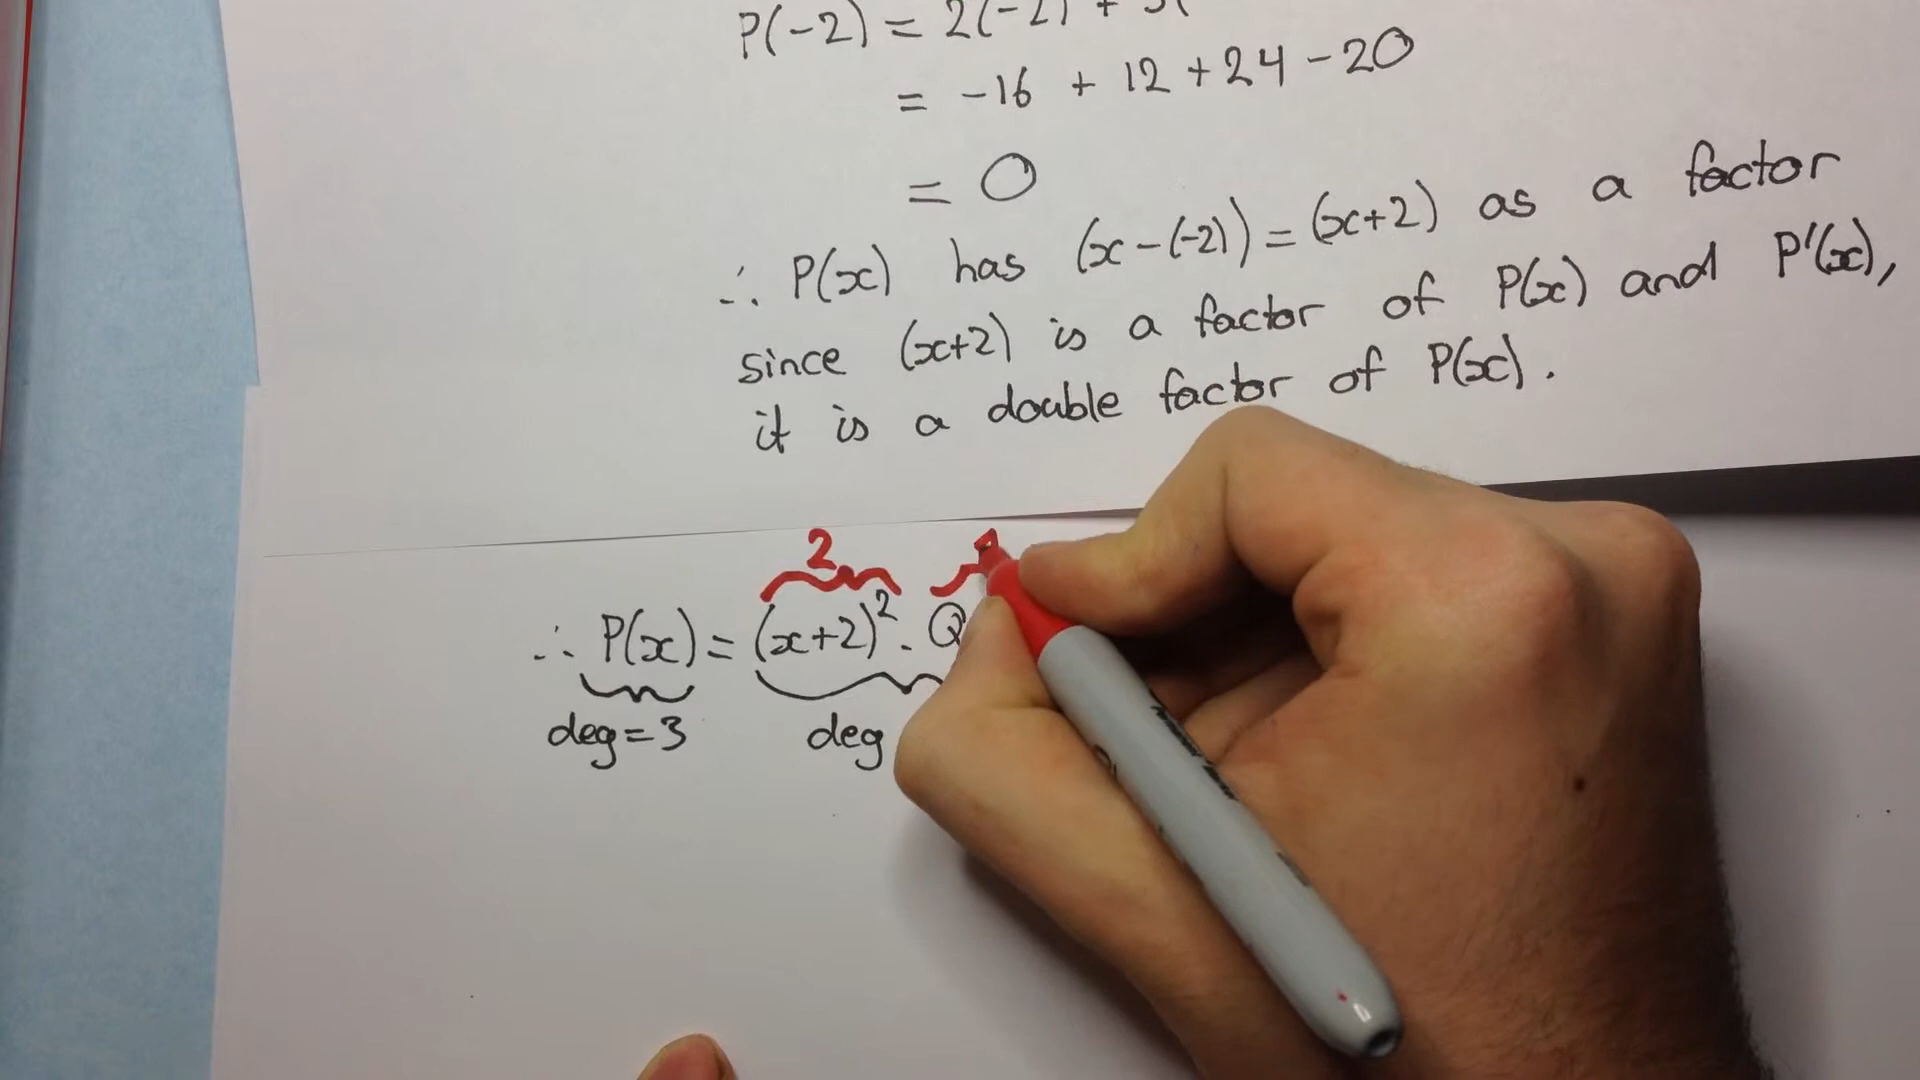 P(-2) = 2(-2) + 3(
= -16 + 12 + 24 - 20
= 0
∴ P(x) has (x-(-2)) = (x+2) as a factor
since (x+2) is a factor of P(x) and P'(x),
it is a double factor of P(x).
2
∴ P(x) = (x+2)² . Q
deg=3 deg